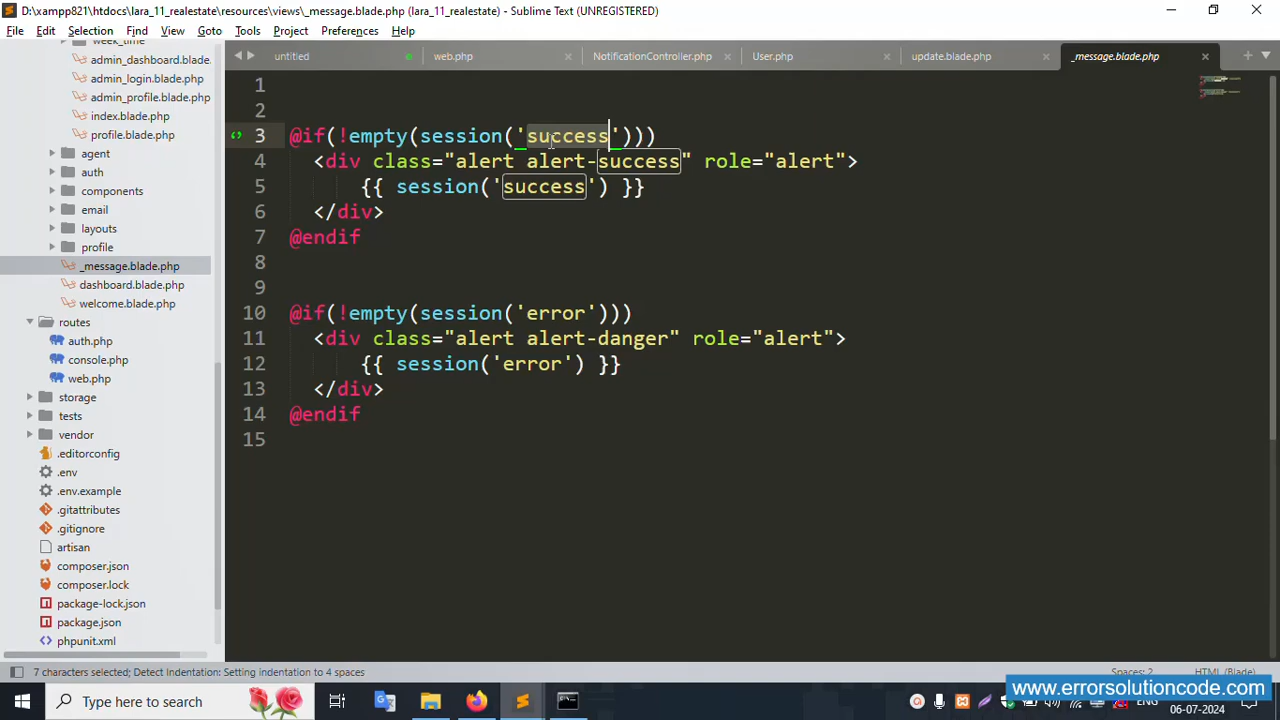 D:\xampp821\htdocs\lara_11_realestate\resources\views\_message.blade.php (lara_11_realestate) - Sublime Text (UNREGISTERED)
File Edit Selection Find View Goto Tools Project Preferences Help
week_time
admin_dashboard.blade.
admin_login.blade.php
admin_profile.blade.php
index.blade.php
profile.blade.php
agent
auth
components
email
layouts
profile
_message.blade.php
dashboard.blade.php
welcome.blade.php
routes
auth.php
console.php
web.php
storage
tests
vendor
.editorconfig
.env
.env.example
.gitattributes
.gitignore
artisan
composer.json
composer.lock
package-lock.json
package.json
phpunit.xml
untitled web.php NotificationController.php User.php update.blade.php _message.blade.php
1
2
3 @if(!empty(session('success')))
4 <div class="alert alert-success" role="alert">
5 {{ session('success') }}
6 </div>
7 @endif
8
9
10 @if(!empty(session('error')))
11 <div class="alert alert-danger" role="alert">
12 {{ session('error') }}
13 </div>
14 @endif
15
7 characters selected; Detect Indentation: Setting indentation to 4 spaces
Spaces: 2 HTML (Blade)
Type here to search
ENG
06-07-2024
www.errorsolutioncode.com